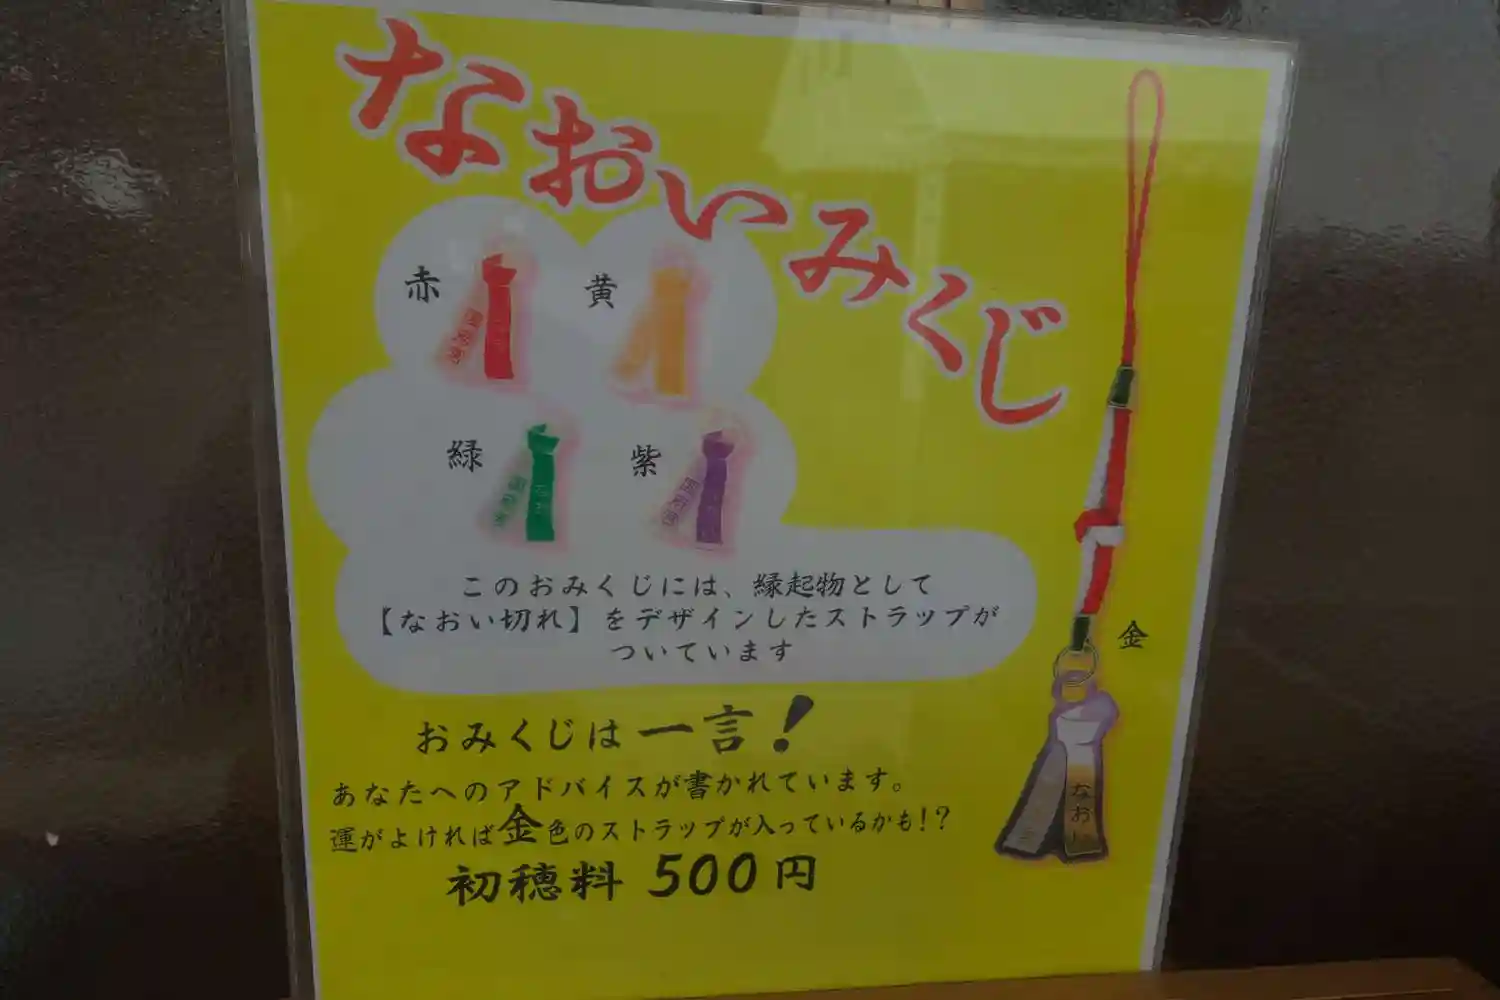 なおいみくじ
赤
黄
緑
紫
このおみくじには、縁起物として
【なおい切れ】をデザインしたストラップが
ついています
金
おみくじは一言!
あなたへのアドバイスが書かれています。
運がよければ金色のストラップが入っているかも!?
初穂料 500円
なおい